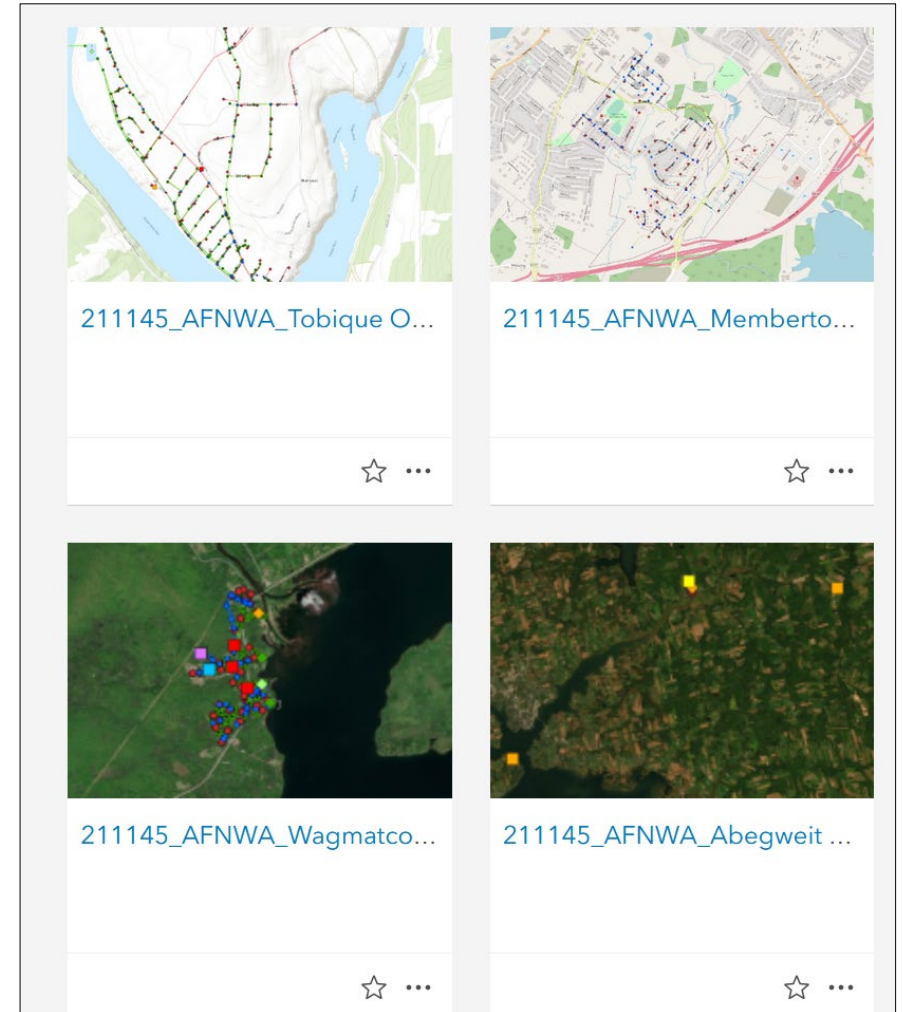 211145_AFNWA_Tobique O...
211145_AFNWA_Memberto...
211145_AFNWA_Wagmatco...
211145_AFNWA_Abegweit ...